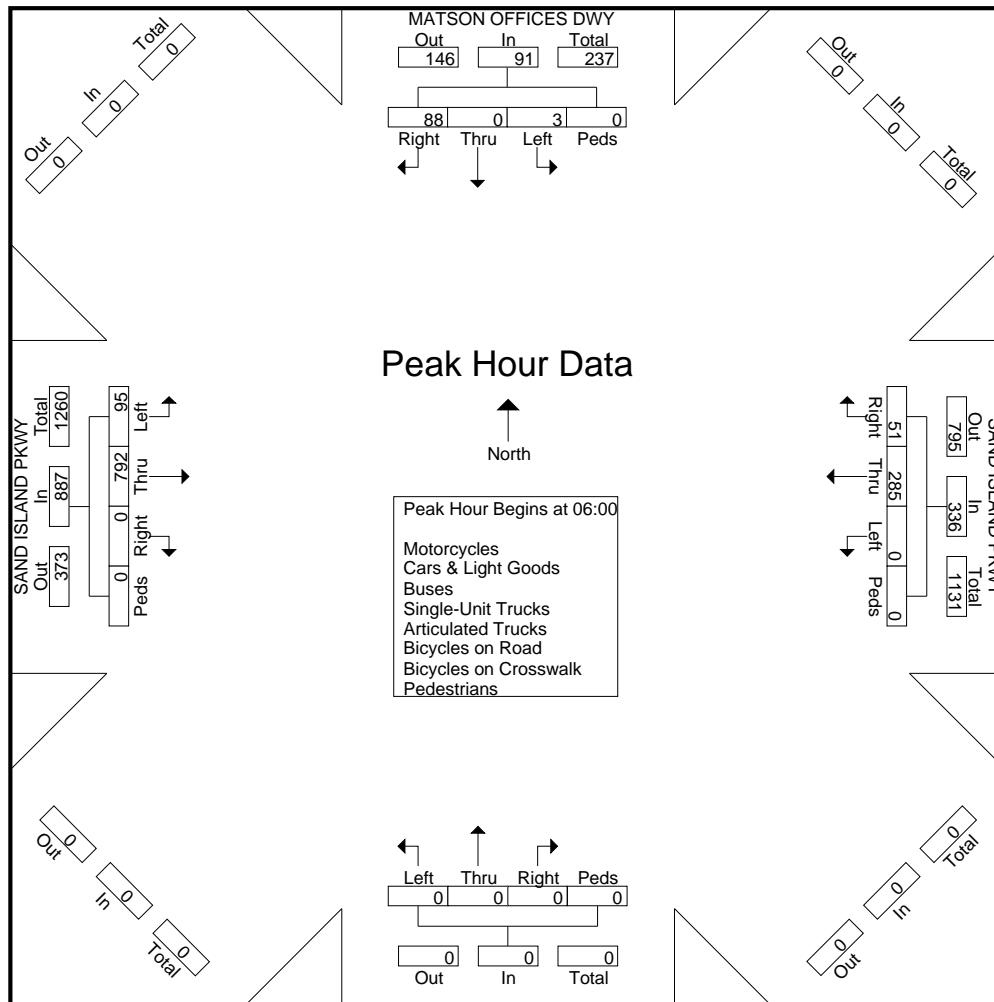 MATSON OFFICES DWY
Out In Total
146 91 237
88 0 3 0
Right Thru Left Peds
Total
0
In
0
Out
0
Out
0
In
0
Total
0
Peak Hour Data
North
Peak Hour Begins at 06:00
Motorcycles
Cars & Light Goods
Buses
Single-Unit Trucks
Articulated Trucks
Bicycles on Road
Bicycles on Crosswalk
Pedestrians
SAND ISLAND PKWY
Out In Total
373 887 1260
0 0 792 95
Peds Right Thru Left
SAND ISLAND PKWY
Out In Total
795 336 1131
51 285 0 0
Right Thru Left Peds
Out
0
In
0
Total
0
Left Thru Right Peds
0 0 0 0
0 0 0
Out In Total
Total
0
In
0
Out
0